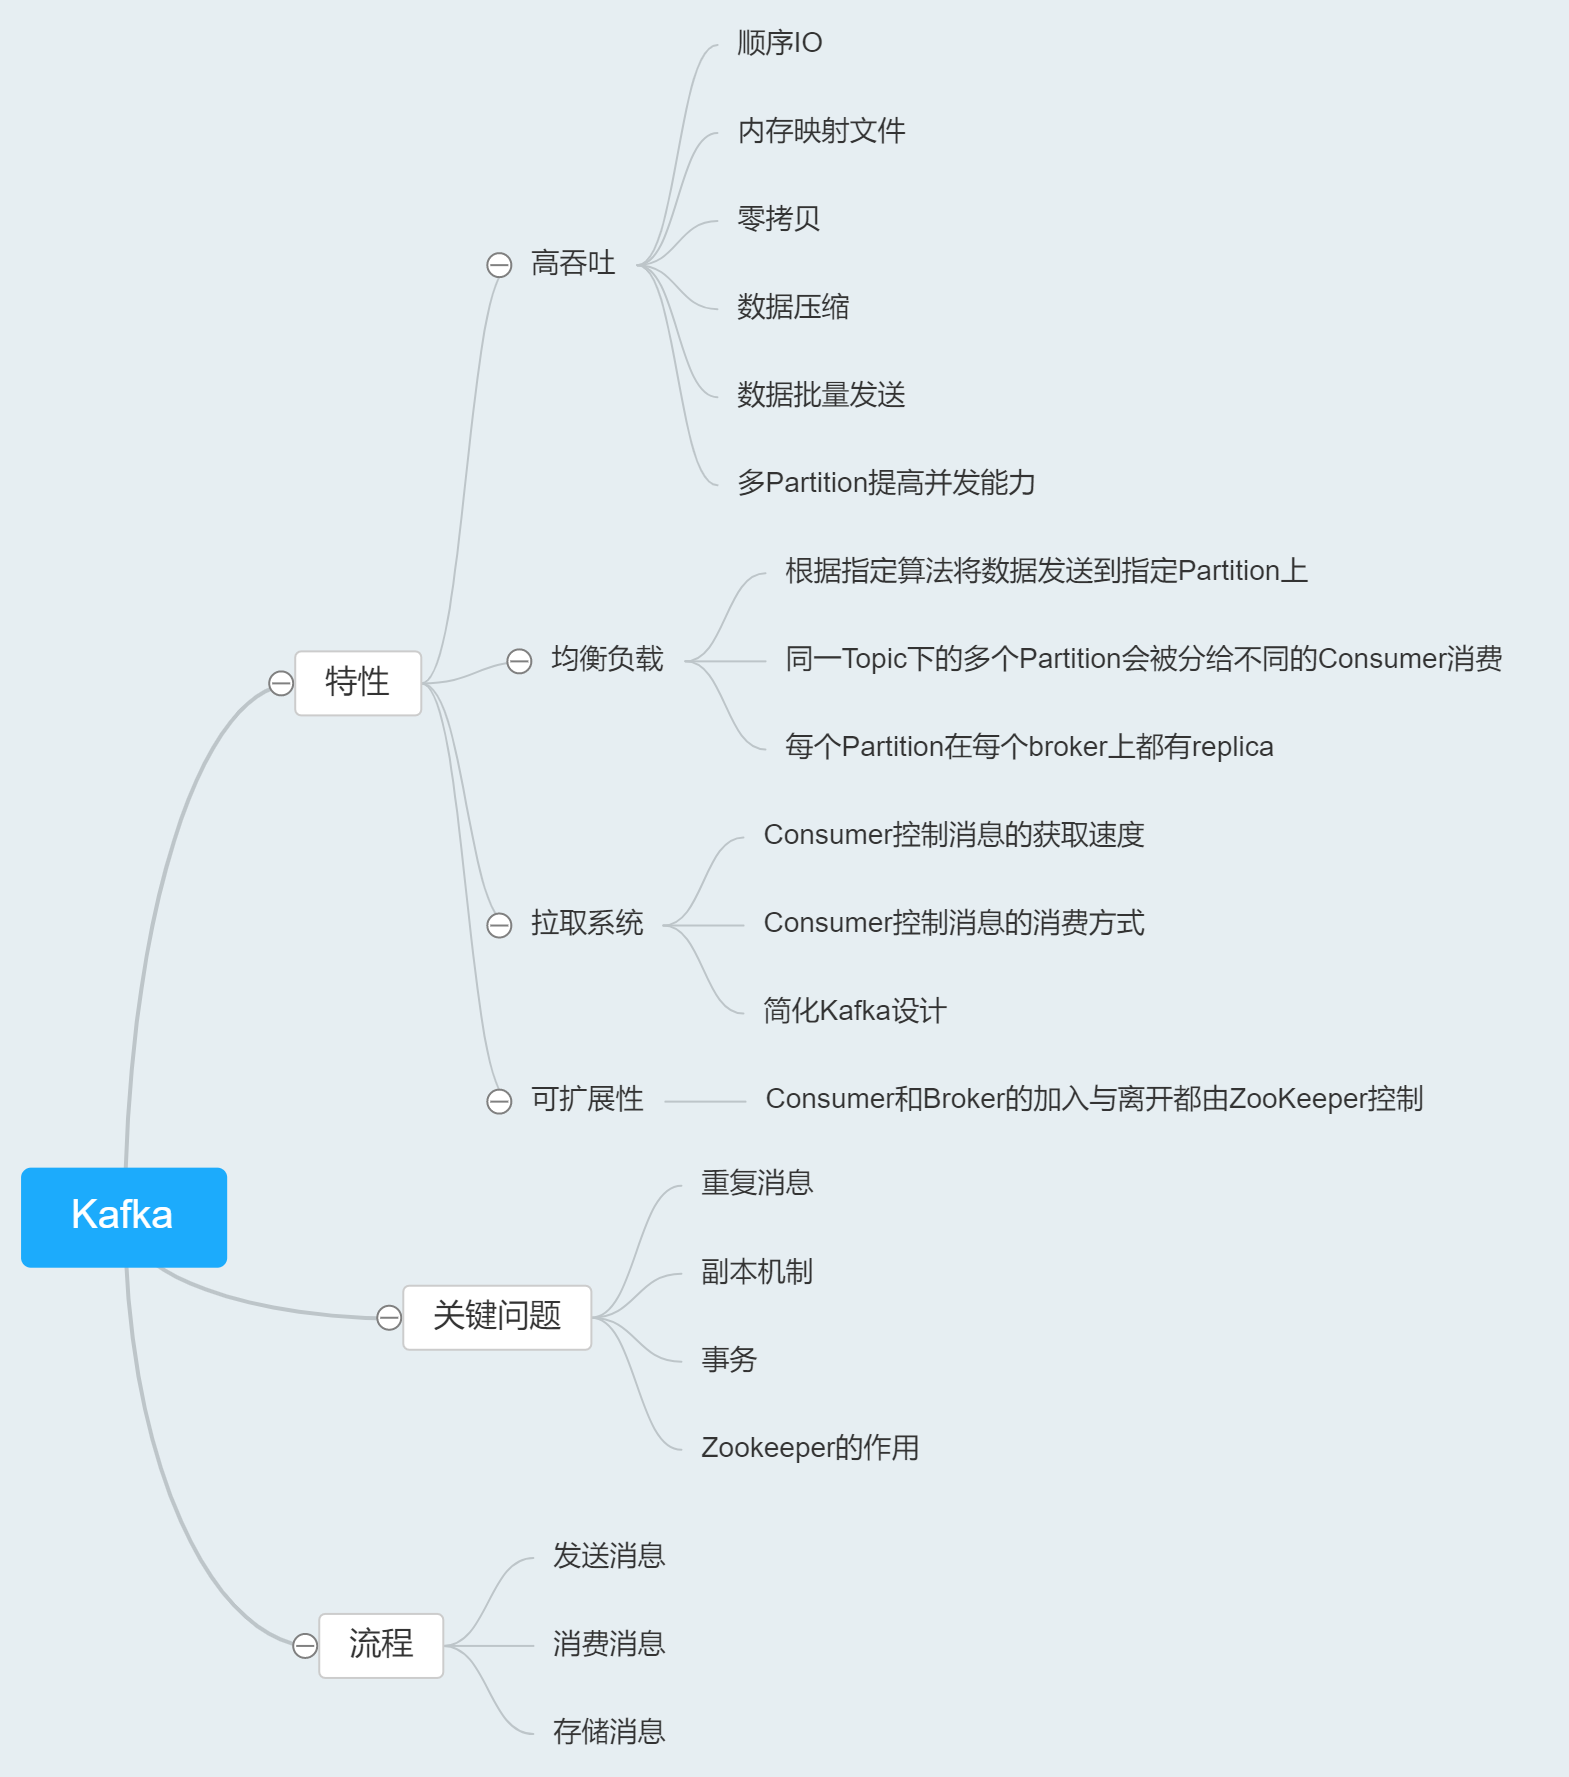 Kafka
特性
高吞吐
顺序IO
内存映射文件
零拷贝
数据压缩
数据批量发送
多Partition提高并发能力
均衡负载
根据指定算法将数据发送到指定Partition上
同一Topic下的多个Partition会被分给不同的Consumer消费
每个Partition在每个broker上都有replica
拉取系统
Consumer控制消息的获取速度
Consumer控制消息的消费方式
简化Kafka设计
可扩展性
Consumer和Broker的加入与离开都由ZooKeeper控制
关键问题
重复消息
副本机制
事务
Zookeeper的作用
流程
发送消息
消费消息
存储消息